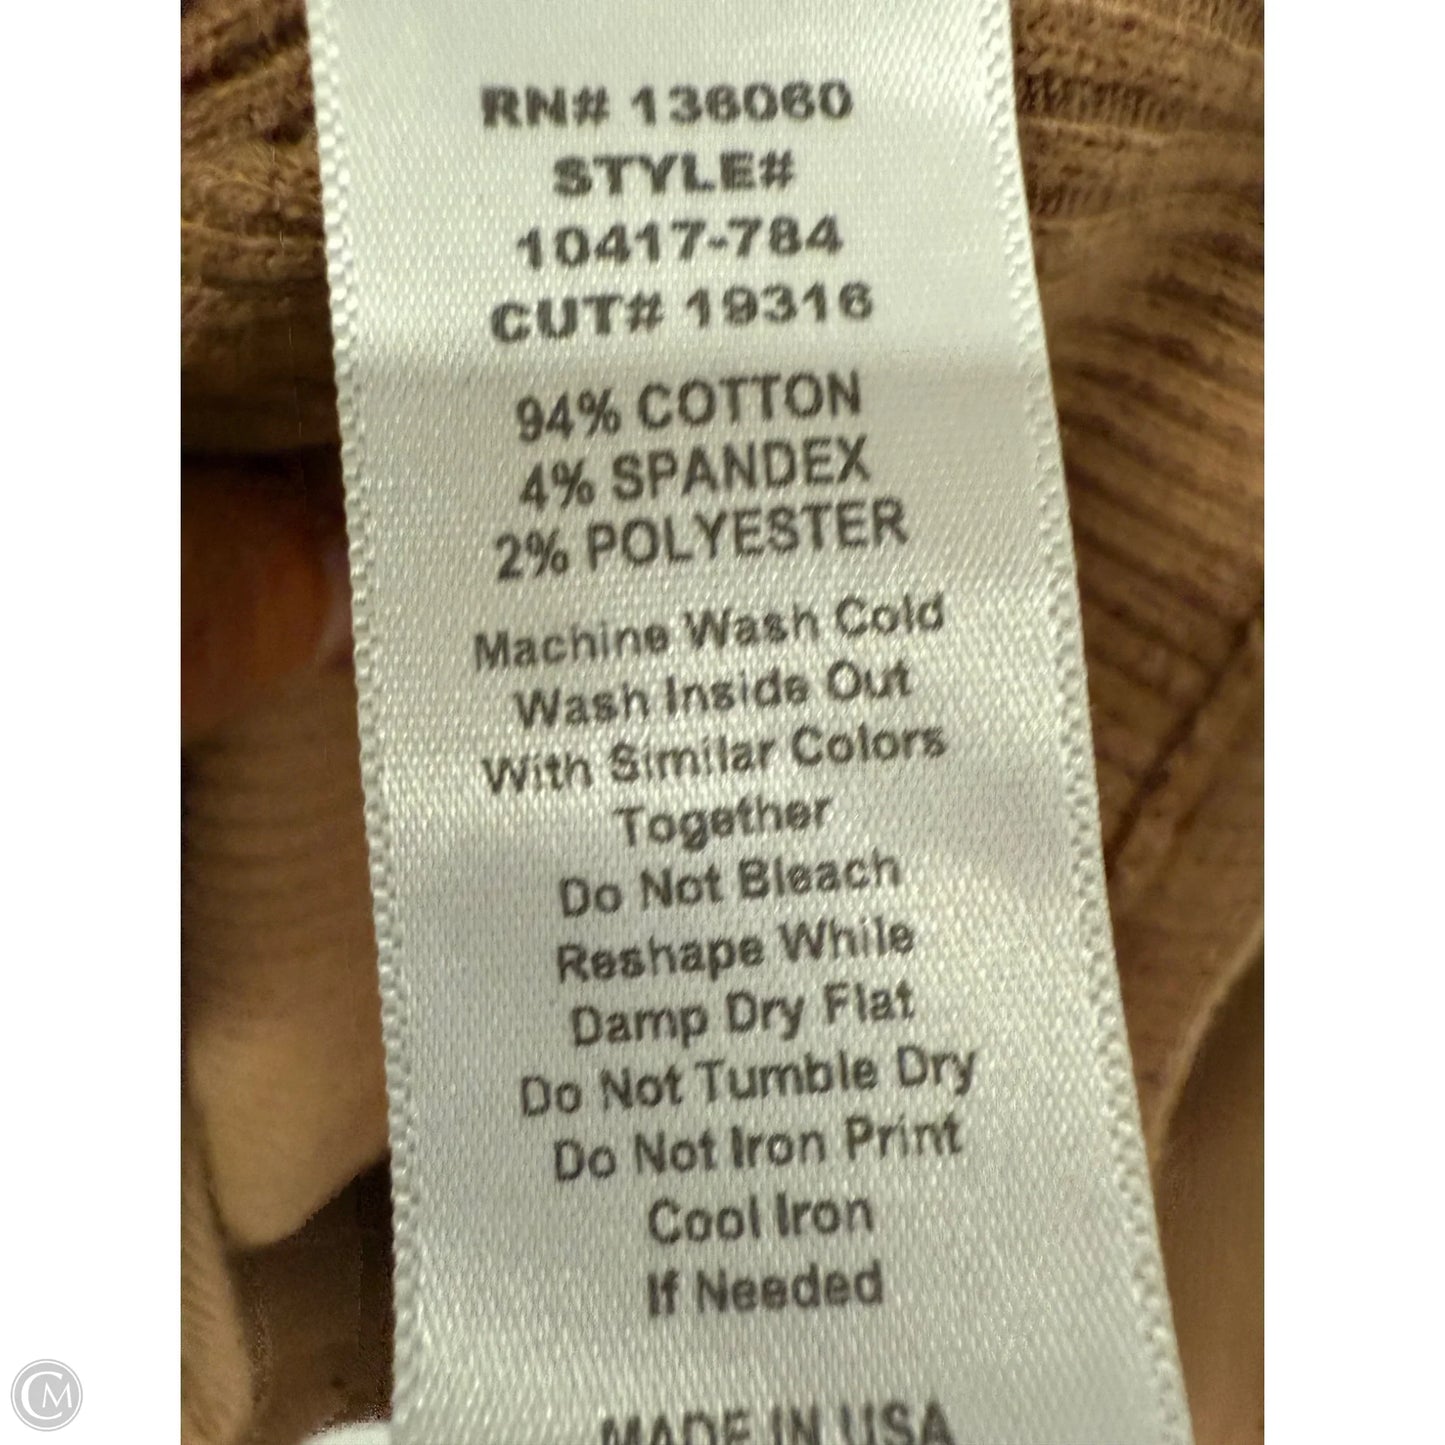 RN# 136060
STYLE#
10417-784
CUT# 19316
94% COTTON
4% SPANDEX
2% POLYESTER
Machine Wash Cold
Wash Inside Out
With Similar Colors
Together
Do Not Bleach
Reshape While
Damp Dry Flat
Do Not Tumble Dry
Do Not Iron Print
Cool Iron
If Needed
MADE IN USA
CM